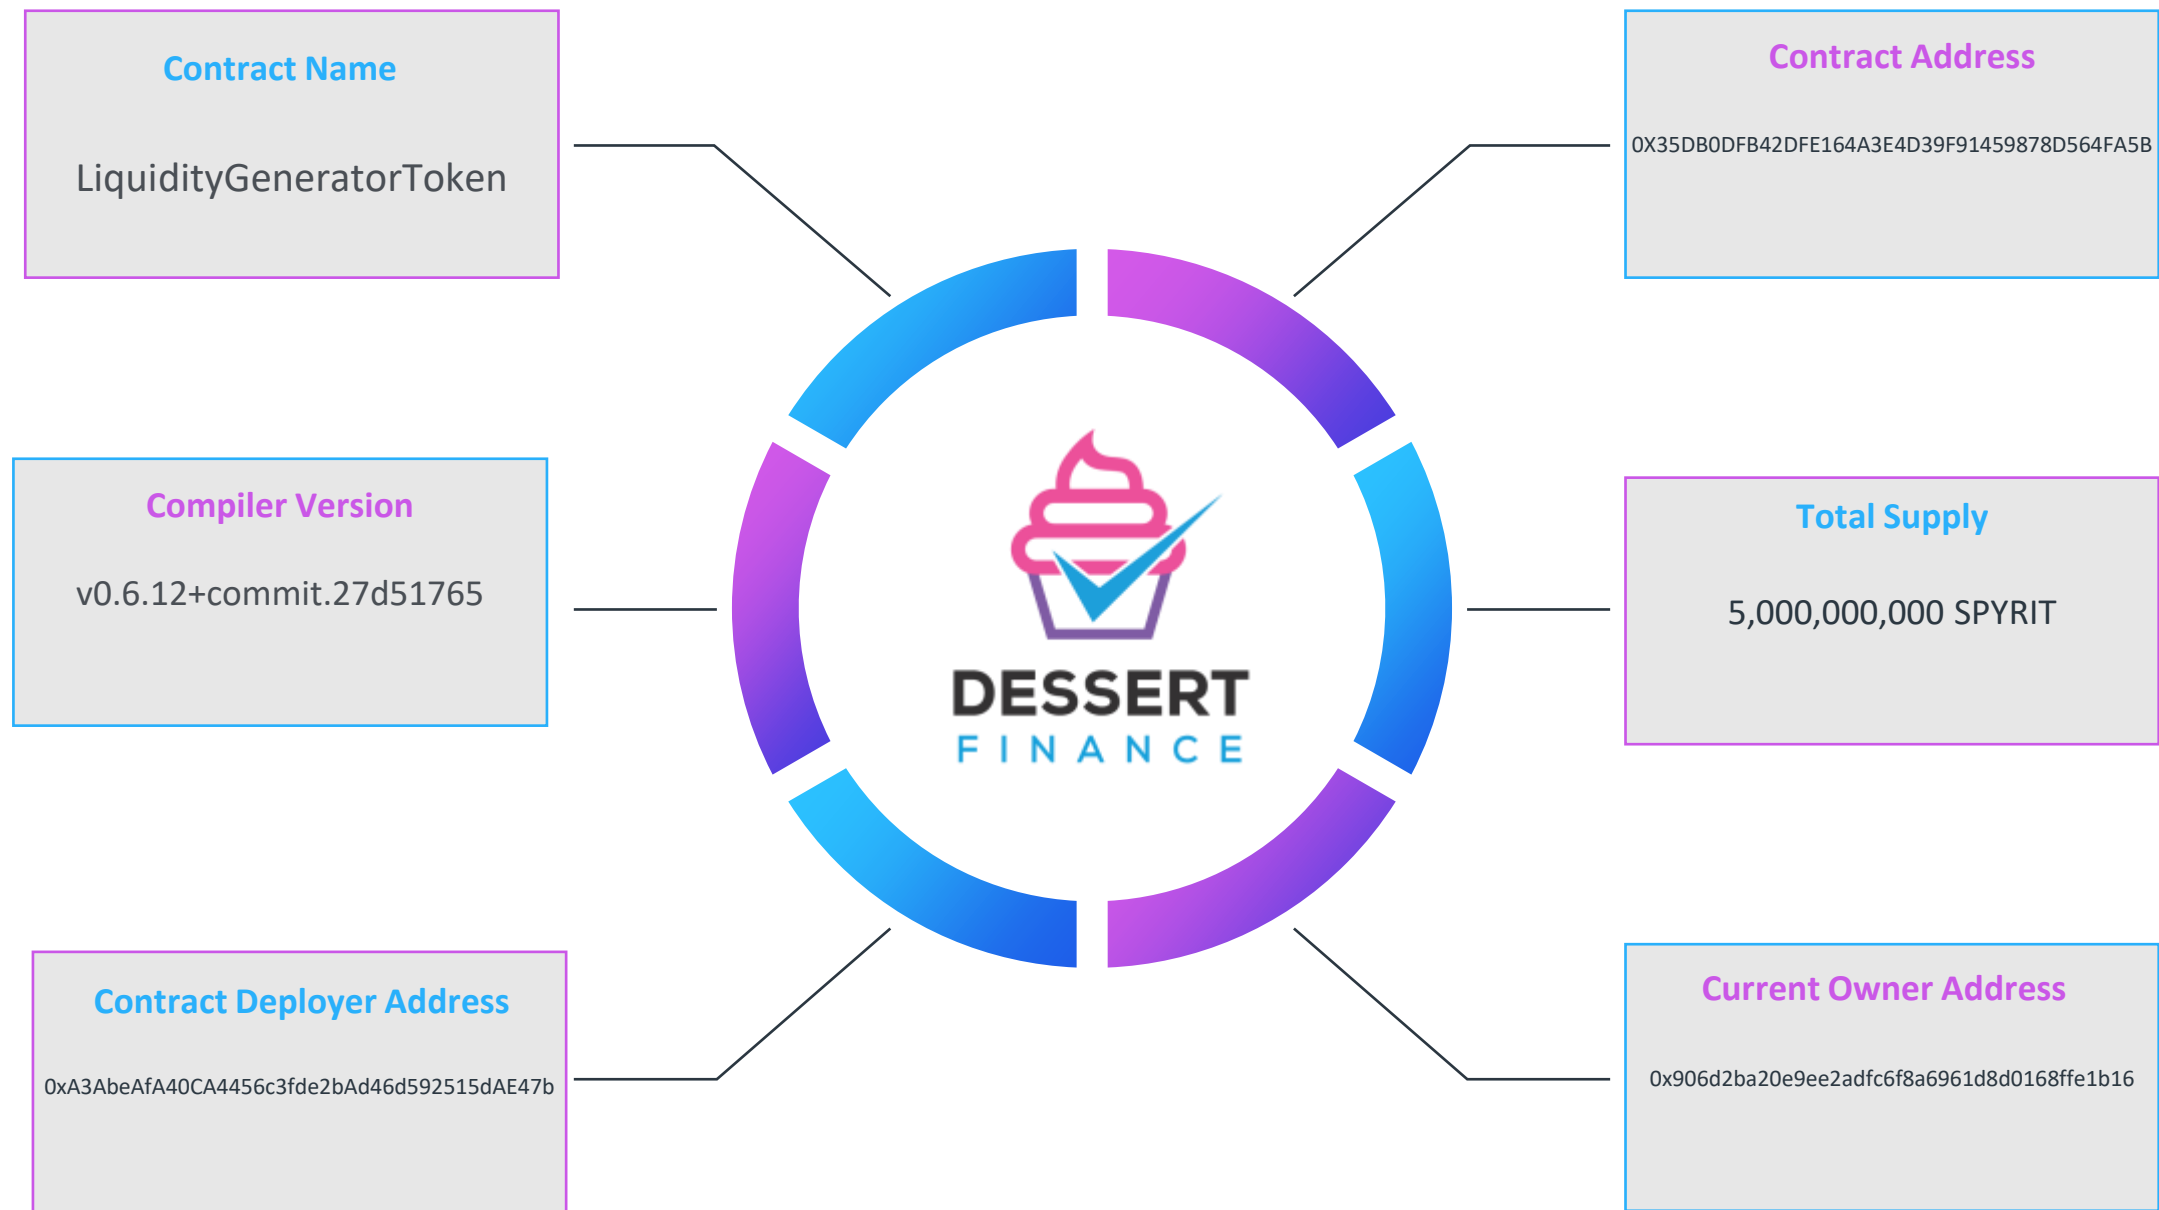 Contract Name
LiquidityGeneratorToken
Contract Address
0X35DB0DFB42DFE164A3E4D39F91459878D564FA5B
Compiler Version
v0.6.12+commit.27d51765
Total Supply
5,000,000,000 SPYRIT
DESSERT
FINANCE
Contract Deployer Address
0xA3AbeAfA40CA4456c3fde2bAd46d592515dAE47b
Current Owner Address
0x906d2ba20e9ee2adfc6f8a6961d8d0168ffe1b16